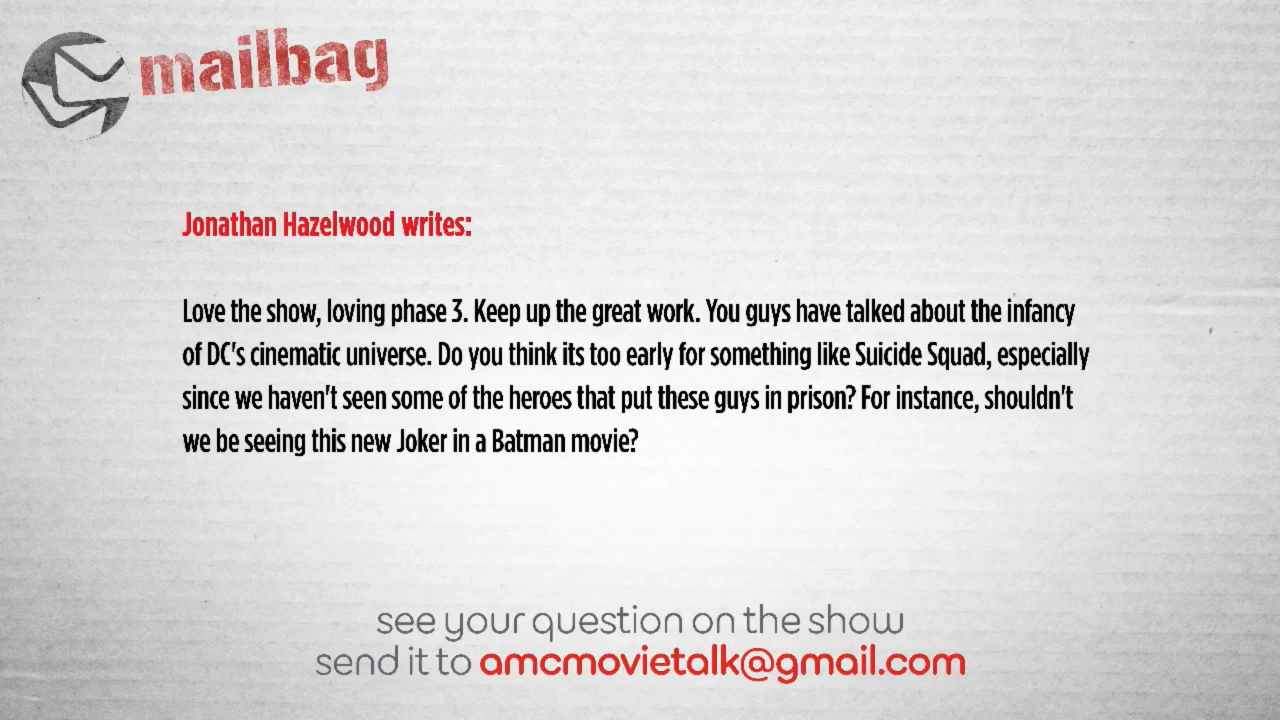 mailbag
Jonathan Hazelwood writes:
Love the show, loving phase 3. Keep up the great work. You guys have talked about the infancy
of DC's cinematic universe. Do you think its too early for something like Suicide Squad, especially
since we haven't seen some of the heroes that put these guys in prison? For instance, shouldn't
we be seeing this new Joker in a Batman movie?
see your question on the show
send it to amcmovietalk@gmail.com